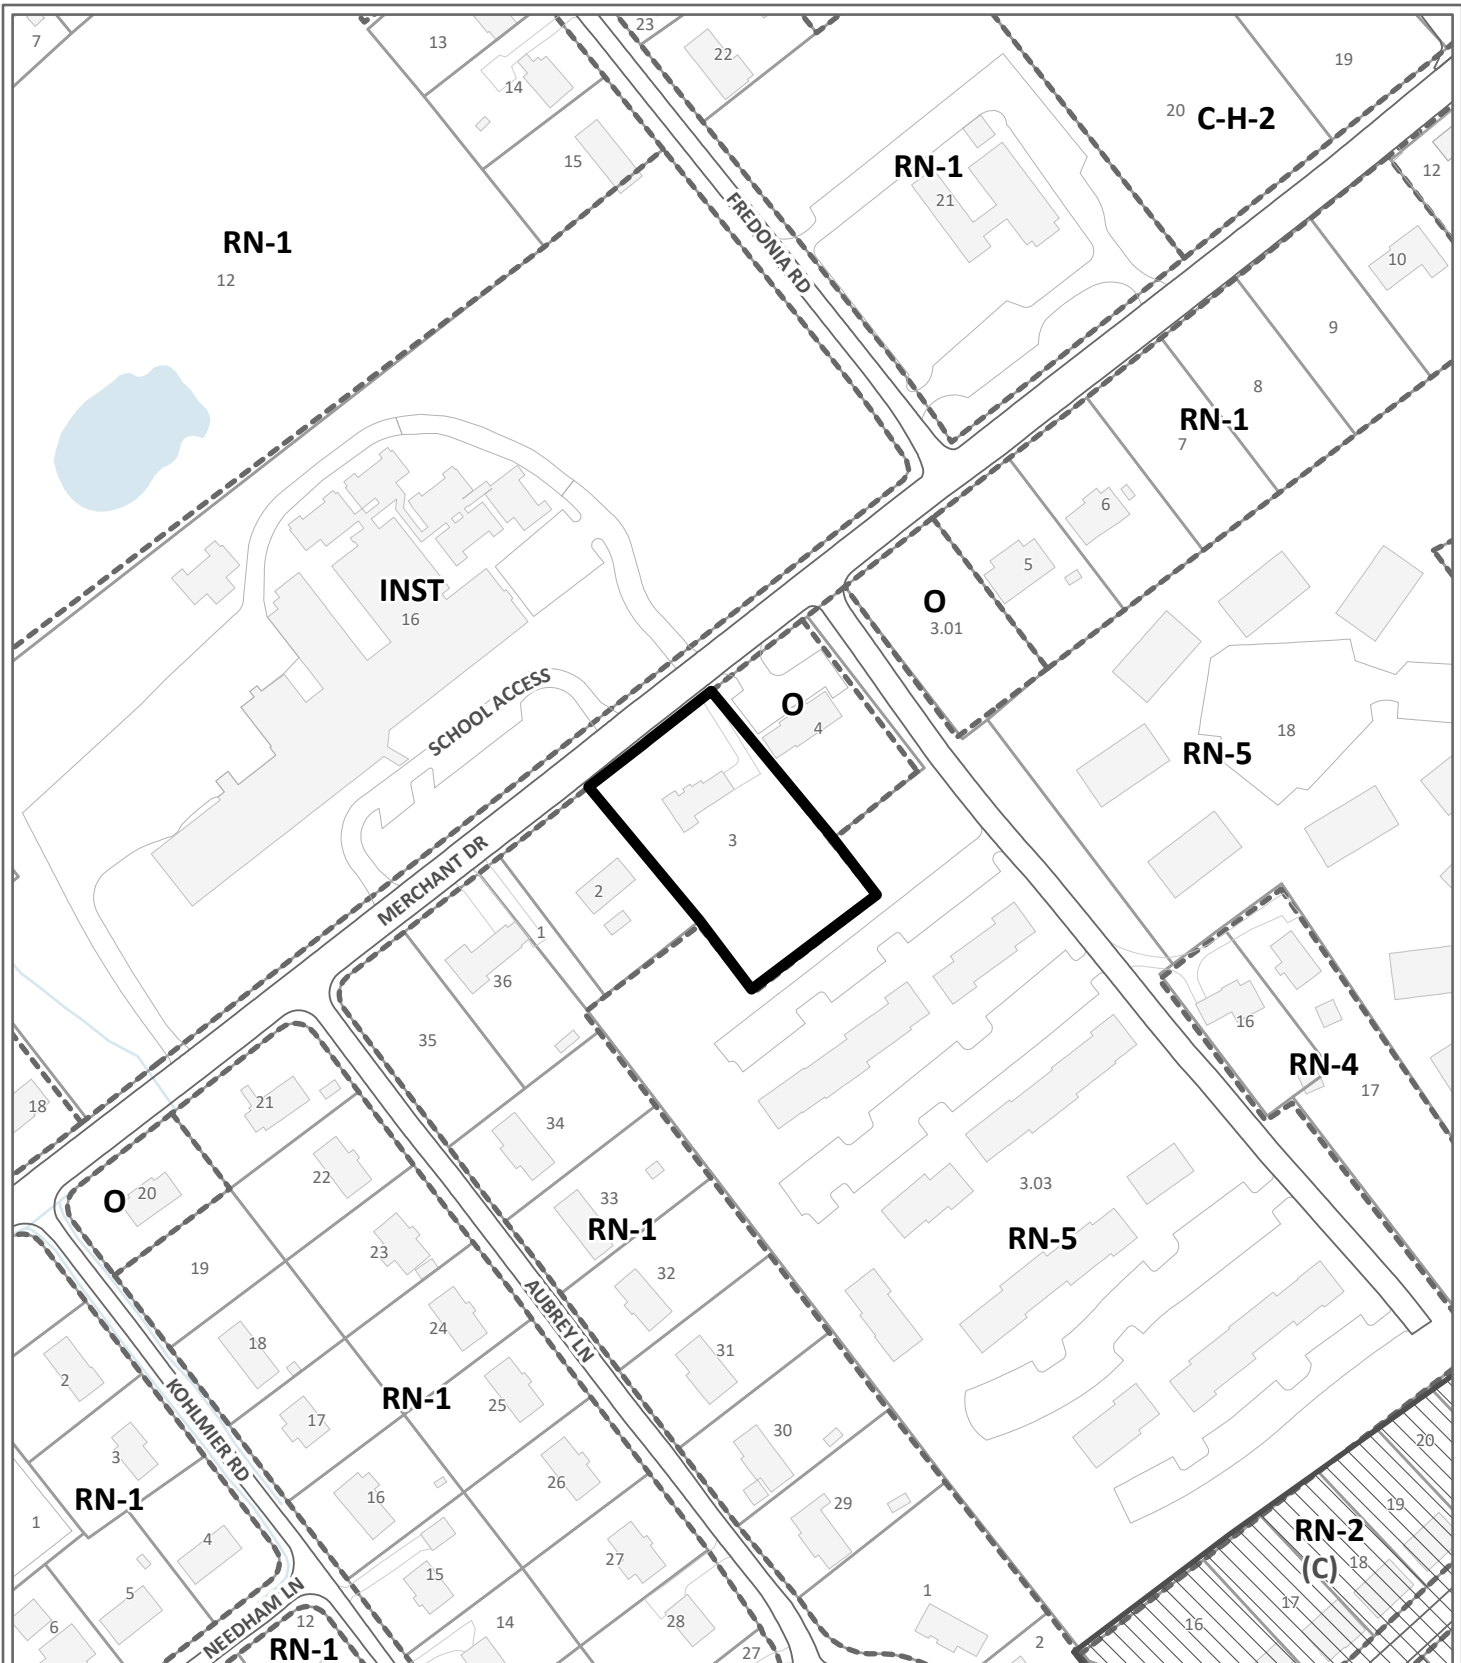 7
13
23
22
19
14
20
C-H-2
15
RN-1
21
12
FREDONIA RD
RN-1
12
10
9
8
RN-1
7
6
5
INST
16
O
3.01
SCHOOL ACCESS
O
4
18
RN-5
3
MERCHANT DR
2
1
36
35
16
RN-4
17
18
21
34
22
3.03
O
20
33
RN-1
RN-5
23
19
32
AUBREY LN
24
18
31
2
KOHLMIER RD
RN-1
25
17
30
20
3
26
16
RN-1
29
19
1
RN-2
4
(C)
18
27
15
5
1
17
NEEDHAM LN
12
14
28
16
6
RN-1
27
2